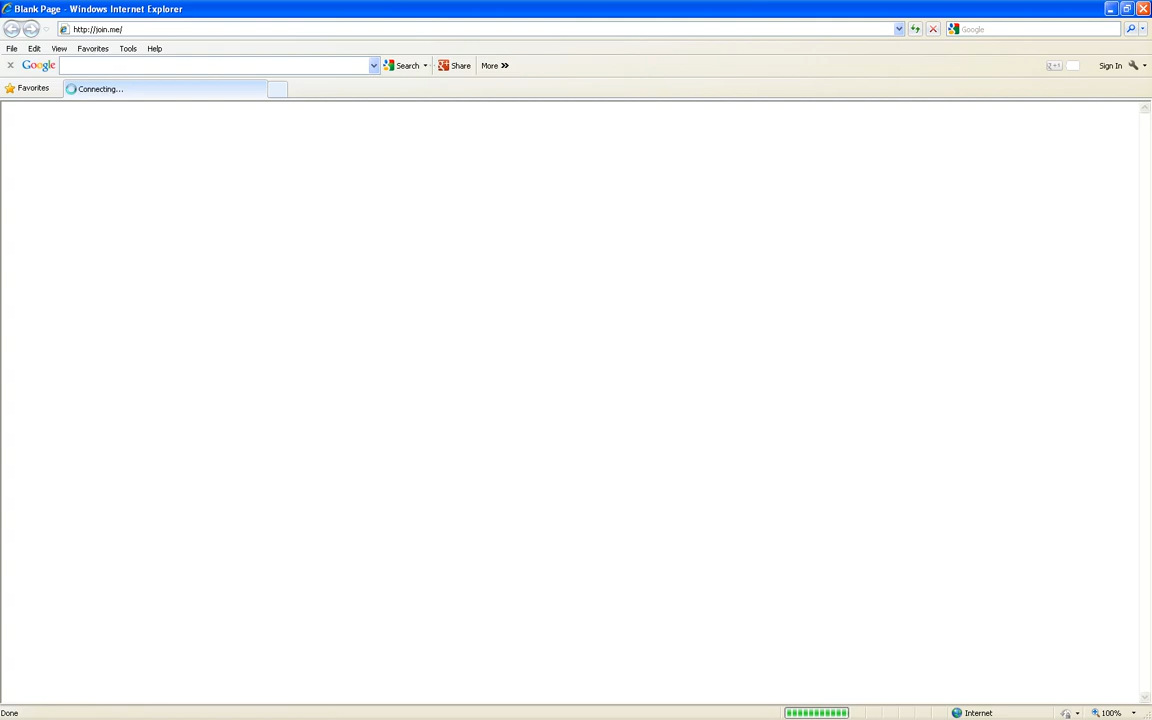 Blank Page - Windows Internet Explorer
http://join.me/
Google
File Edit View Favorites Tools Help
Google Search Share More Sign In
Favorites Connecting...
Done Internet 100%